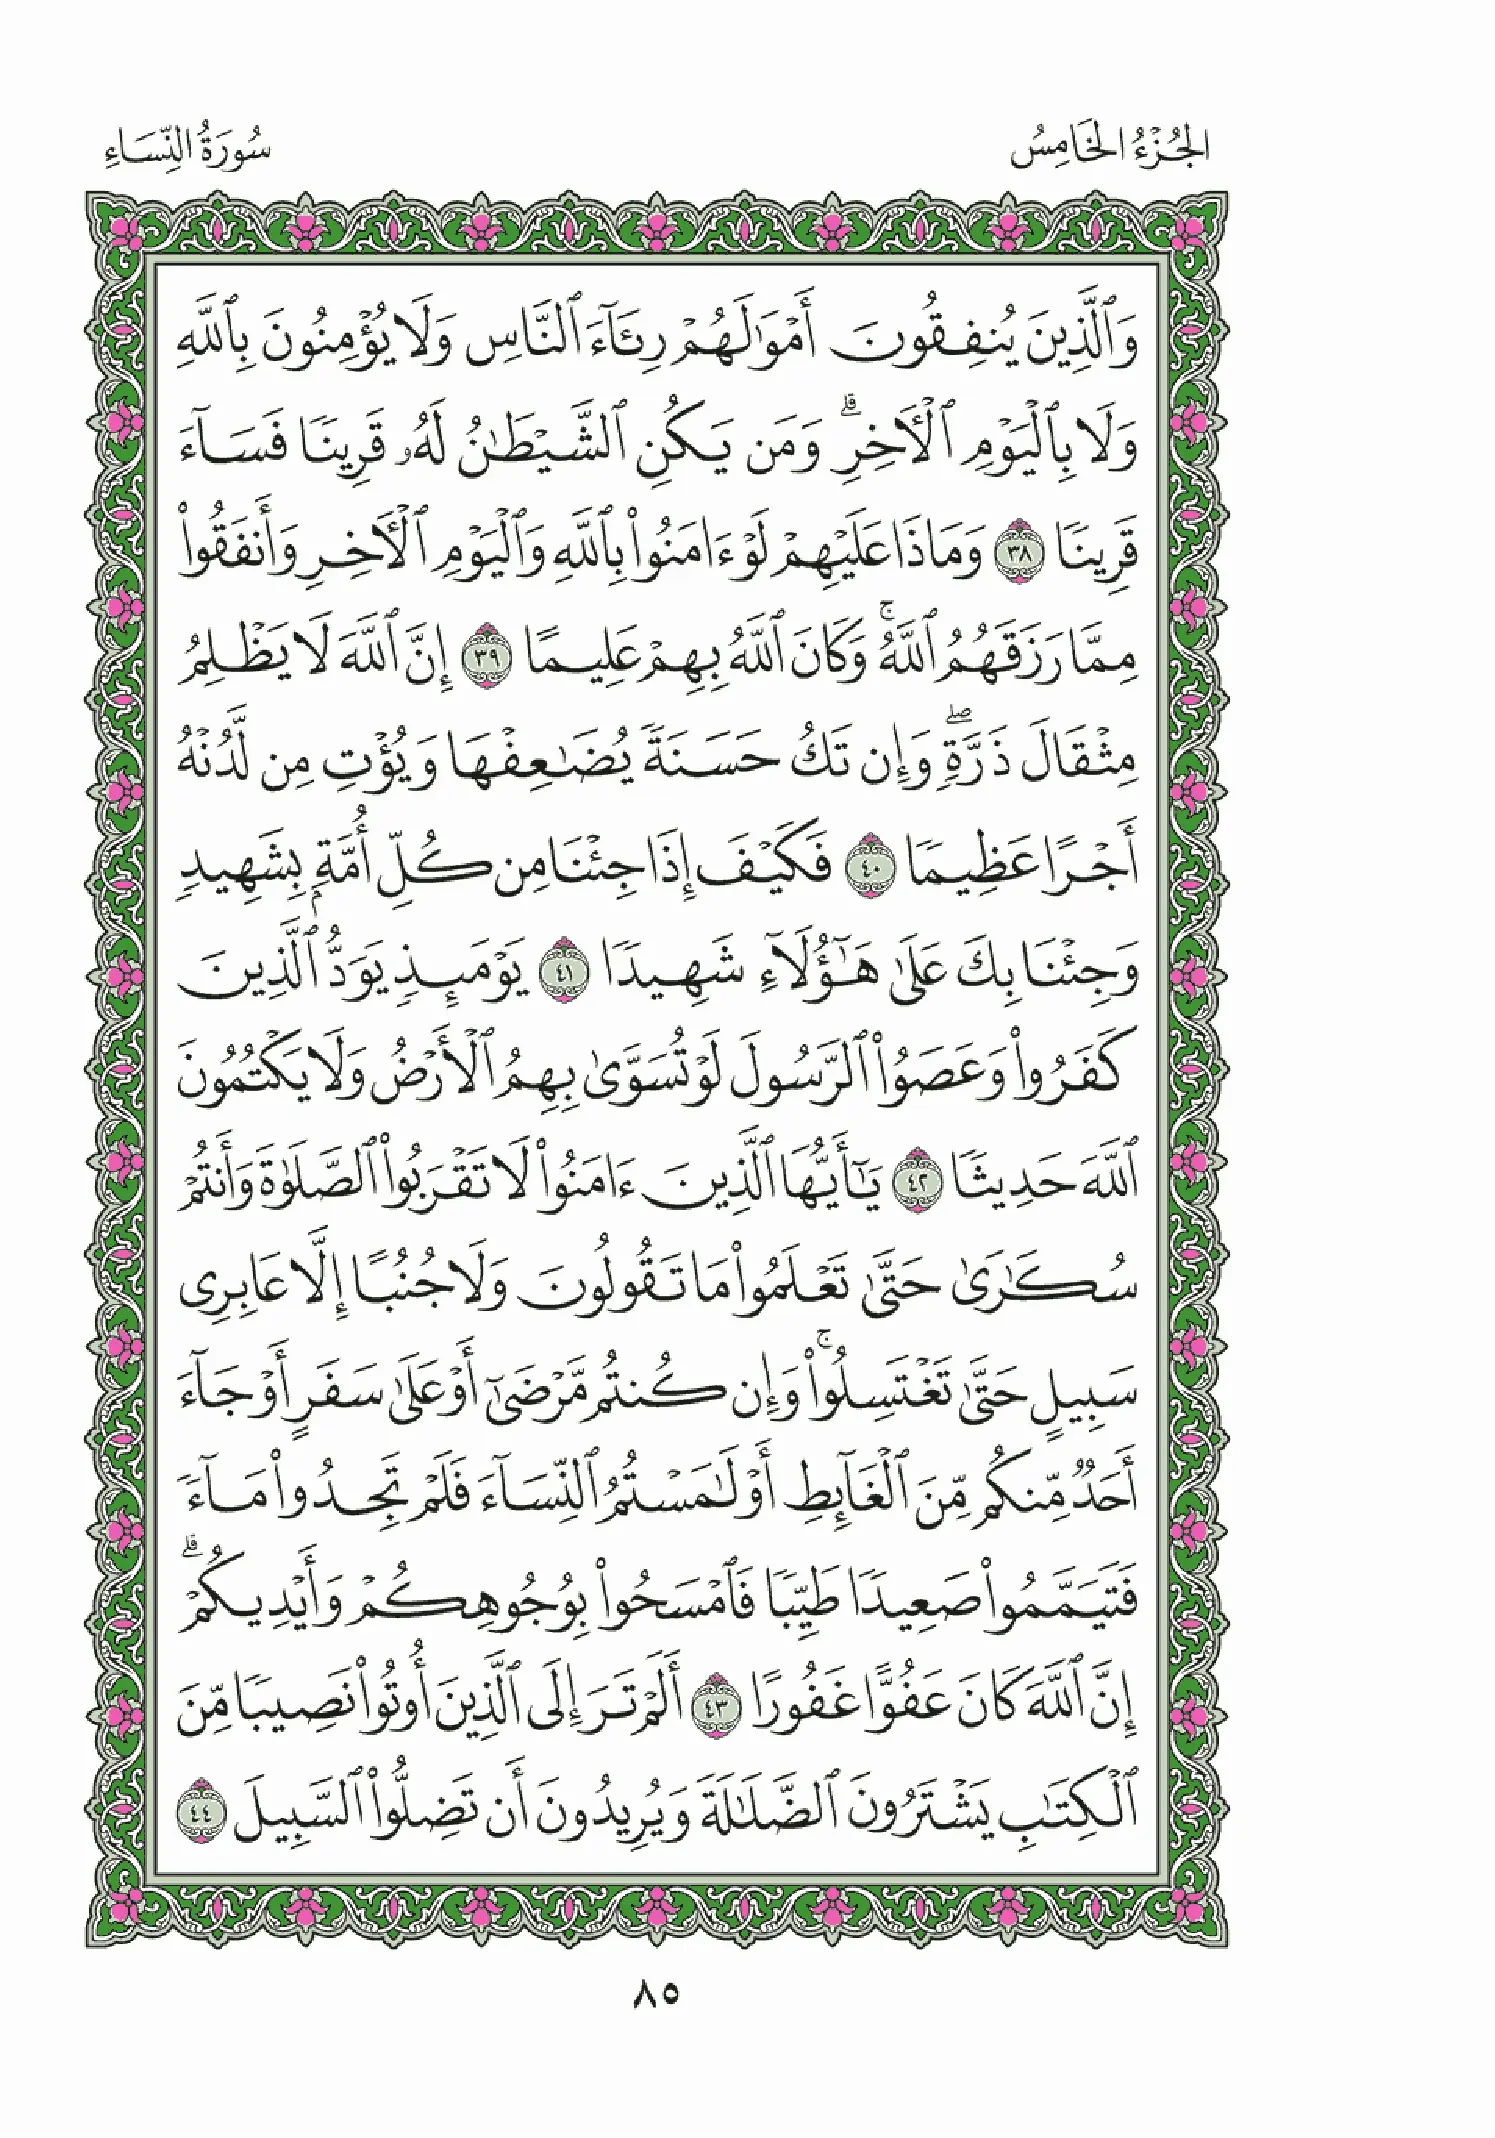 الجُزْءُ الخَامِسُ
سُورَةُ النِّسَاءِ
وَٱلَّذِينَ يُنفِقُونَ أَمْوَٰلَهُمْ رِئَآءَ ٱلنَّاسِ وَلَا يُؤْمِنُونَ بِٱللَّهِ
وَلَا بِٱلْيَوْمِ ٱلْأَخِرِ ۗ وَمَن يَكُنِ ٱلشَّيْطَٰنُ لَهُۥ قَرِينًا فَسَآءَ
قَرِينًا ٣٨ وَمَاذَا عَلَيْهِمْ لَوْ ءَامَنُوا۟ بِٱللَّهِ وَٱلْيَوْمِ ٱلْأَخِرِ وَأَنفَقُوا۟
مِمَّا رَزَقَهُمُ ٱللَّهُ ۚ وَكَانَ ٱللَّهُ بِهِمْ عَلِيمًا ٣٩ إِنَّ ٱللَّهَ لَا يَظْلِمُ
مِثْقَالَ ذَرَّةٍ ۖ وَإِن تَكُ حَسَنَةً يُضَٰعِفْهَا وَيُؤْتِ مِن لَّدُنْهُ
أَجْرًا عَظِيمًا ٤٠ فَكَيْفَ إِذَا جِئْنَا مِن كُلِّ أُمَّةٍۭ بِشَهِيدٍ
وَجِئْنَا بِكَ عَلَىٰ هَٰٓؤُلَآءِ شَهِيدًا ٤١ يَوْمَئِذٍ يَوَدُّ ٱلَّذِينَ
كَفَرُوا۟ وَعَصَوُا۟ ٱلرَّسُولَ لَوْ تُسَوَّىٰ بِهِمُ ٱلْأَرْضُ وَلَا يَكْتُمُونَ
ٱللَّهَ حَدِيثًا ٤٢ يَٰٓأَيُّهَا ٱلَّذِينَ ءَامَنُوا۟ لَا تَقْرَبُوا۟ ٱلصَّلَوٰةَ وَأَنتُمْ
سُكَٰرَىٰ حَتَّىٰ تَعْلَمُوا۟ مَا تَقُولُونَ وَلَا جُنُبًا إِلَّا عَابِرِى
سَبِيلٍ حَتَّىٰ تَغْتَسِلُوا۟ ۚ وَإِن كُنتُم مَّرْضَىٰٓ أَوْ عَلَىٰ سَفَرٍ أَوْ جَآءَ
أَحَدٌ مِّنكُم مِّنَ ٱلْغَآئِطِ أَوْ لَٰمَسْتُمُ ٱلنِّسَآءَ فَلَمْ تَجِدُوا۟ مَآءً
فَتَيَمَّمُوا۟ صَعِيدًا طَيِّبًا فَٱمْسَحُوا۟ بِوُجُوهِكُمْ وَأَيْدِيكُمْ ۗ
إِنَّ ٱللَّهَ كَانَ عَفُوًّا غَفُورًا ٤٣ أَلَمْ تَرَ إِلَى ٱلَّذِينَ أُوتُوا۟ نَصِيبًا مِّنَ
ٱلْكِتَٰبِ يَشْتَرُونَ ٱلضَّلَٰلَةَ وَيُرِيدُونَ أَن تَضِلُّوا۟ ٱلسَّبِيلَ ٤٤
٨٥